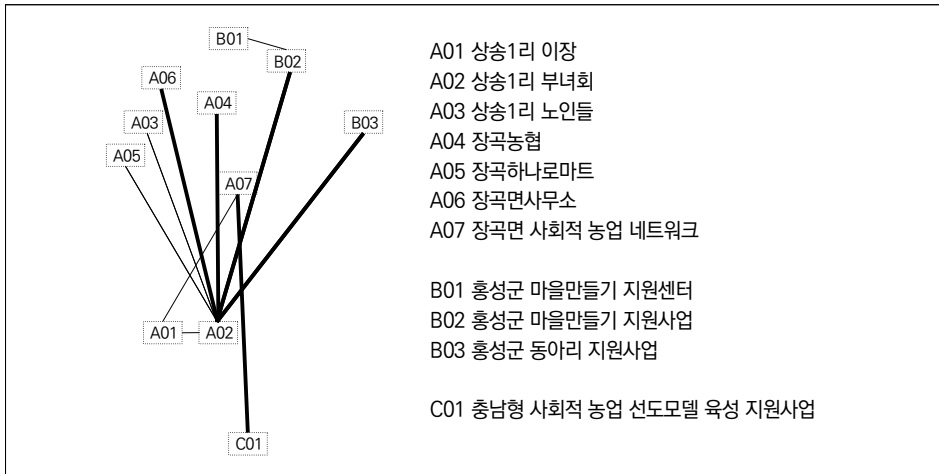 B01
B02
A06
A04
A03
B03
A05
A07
A01
A02
C01
A01 상송1리 이장
A02 상송1리 부녀회
A03 상송1리 노인들
A04 장곡농협
A05 장곡하나로마트
A06 장곡면사무소
A07 장곡면 사회적 농업 네트워크
B01 홍성군 마을만들기 지원센터
B02 홍성군 마을만들기 지원사업
B03 홍성군 동아리 지원사업
C01 충남형 사회적 농업 선도모델 육성 지원사업